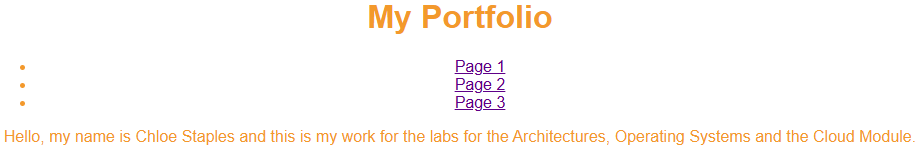 My Portfolio
Page 1
Page 2
Page 3
Hello, my name is Chloe Staples and this is my work for the labs for the Architectures, Operating Systems and the Cloud Module.